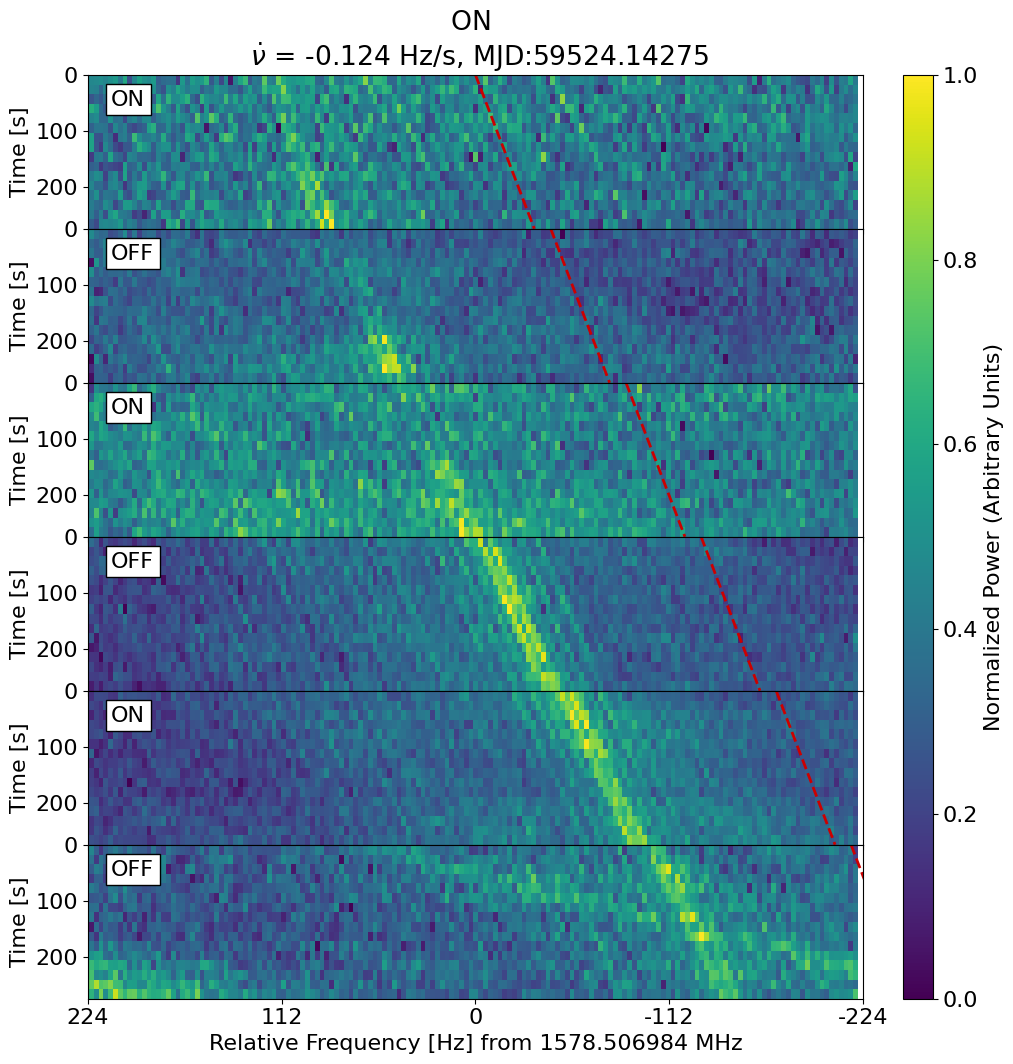 ON
ν̇ = -0.124 Hz/s, MJD:59524.14275
0
100
200
Time [s]
ON
0
100
200
Time [s]
OFF
0
100
200
Time [s]
ON
0
100
200
Time [s]
OFF
0
100
200
Time [s]
ON
0
100
200
Time [s]
OFF
224 112 0 -112 -224
Relative Frequency [Hz] from 1578.506984 MHz
1.0
0.8
0.6
0.4
0.2
0.0
Normalized Power (Arbitrary Units)